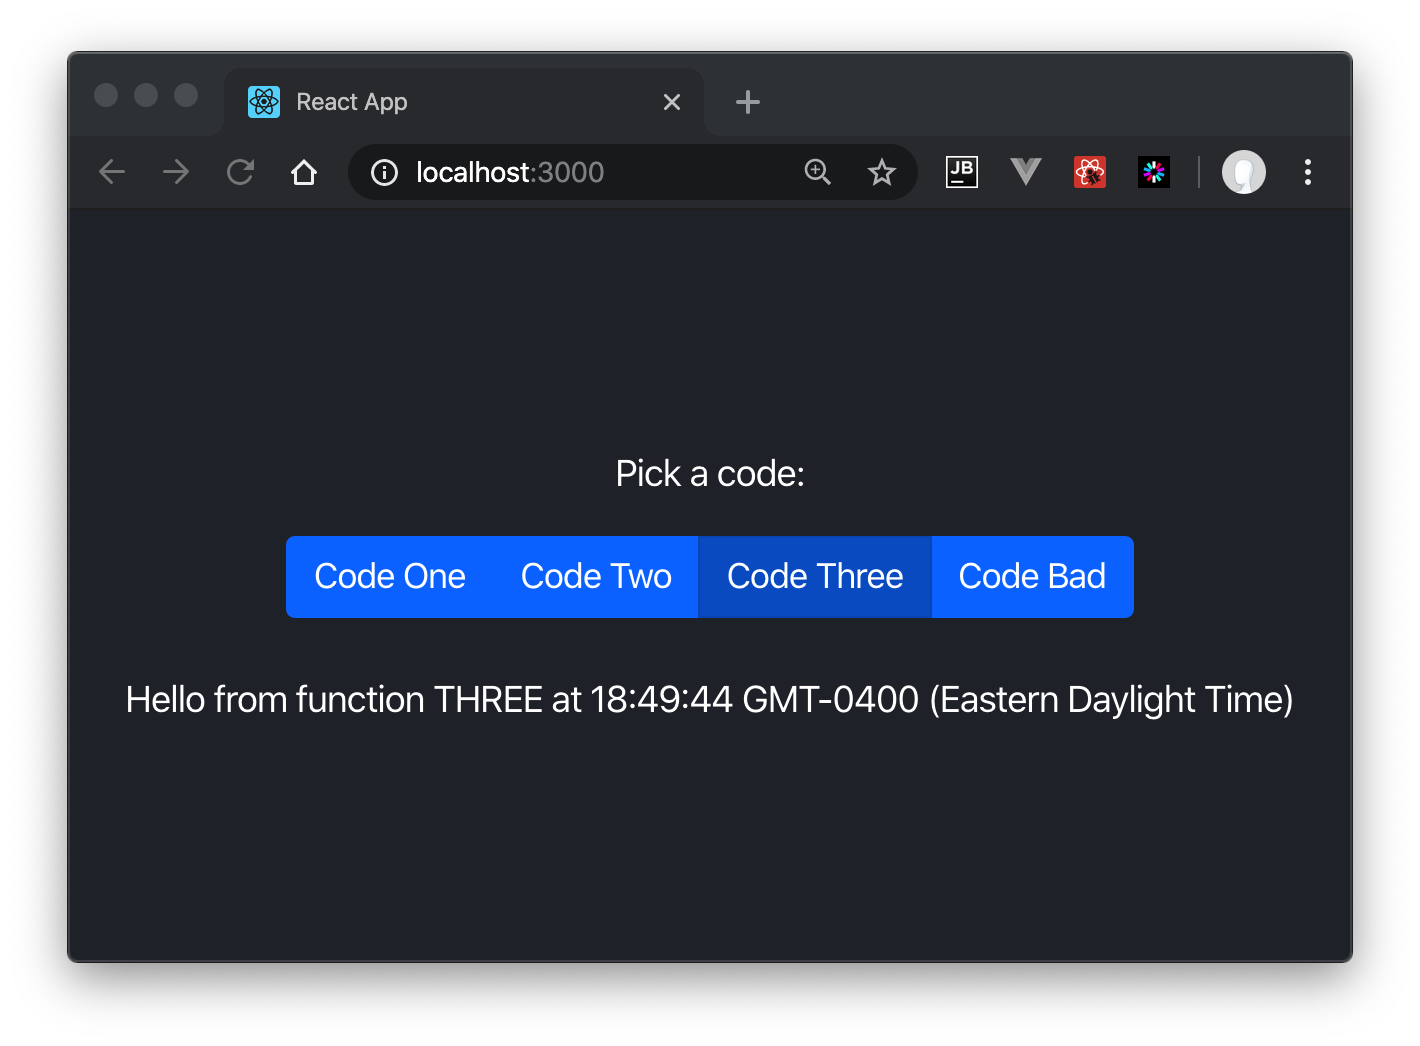 React App
localhost:3000
JB
Pick a code:
Code One Code Two Code Three Code Bad
Hello from function THREE at 18:49:44 GMT-0400 (Eastern Daylight Time)